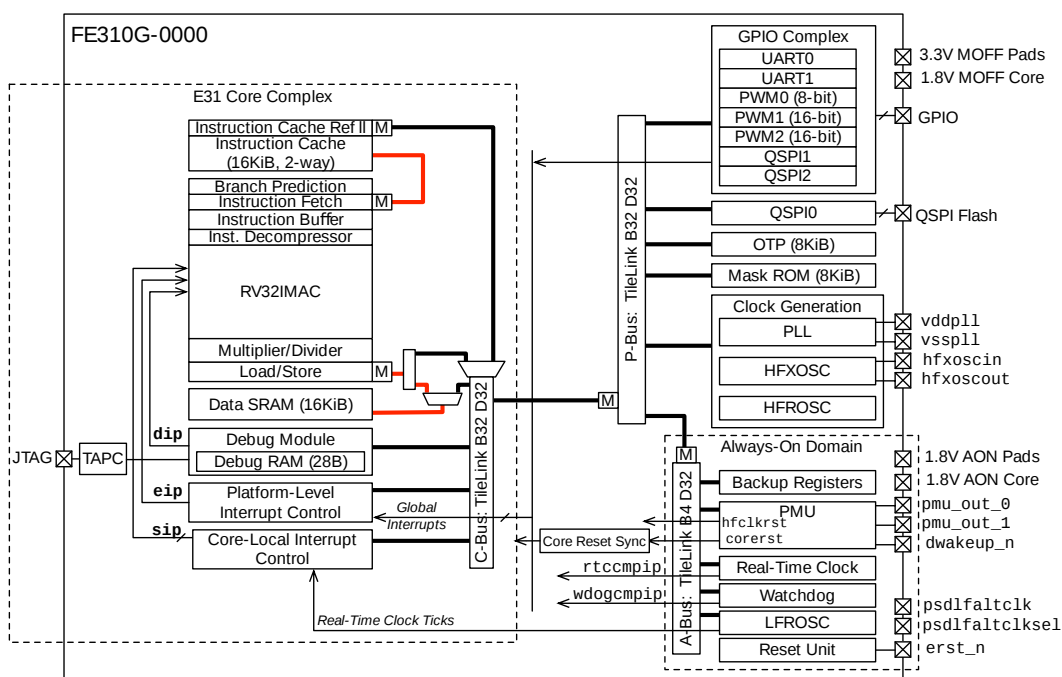 FE310G-0000
E31 Core Complex
Instruction Cache Ref ll
M
Instruction Cache
(16KiB, 2-way)
Branch Prediction
Instruction Fetch
M
Instruction Buffer
Inst. Decompressor
RV32IMAC
Multiplier/Divider
Load/Store
M
Data SRAM (16KiB)
dip
Debug Module
Debug RAM (28B)
JTAG
TAPC
eip
Platform-Level
Interrupt Control
Global
Interrupts
sip
Core-Local Interrupt
Control
Real-Time Clock Ticks
C-Bus: TileLink B32 D32
M
P-Bus: TileLink B32 D32
GPIO Complex
UART0
UART1
PWM0 (8-bit)
PWM1 (16-bit)
PWM2 (16-bit)
QSPI1
QSPI2
QSPI0
OTP (8KiB)
Mask ROM (8KiB)
Clock Generation
PLL
HFXOSC
HFROSC
3.3V MOFF Pads
1.8V MOFF Core
GPIO
QSPI Flash
vddpll
vsspll
hfxoscin
hfxoscout
Always-On Domain
M
A-Bus: TileLink B4 D32
Backup Registers
PMU
hfclkrst
corerst
Core Reset Sync
rtccmpip
Real-Time Clock
wdogcmpip
Watchdog
LFROSC
Reset Unit
1.8V AON Pads
1.8V AON Core
pmu_out_0
pmu_out_1
dwakeup_n
psdlfaltclk
psdlfaltclksel
erst_n